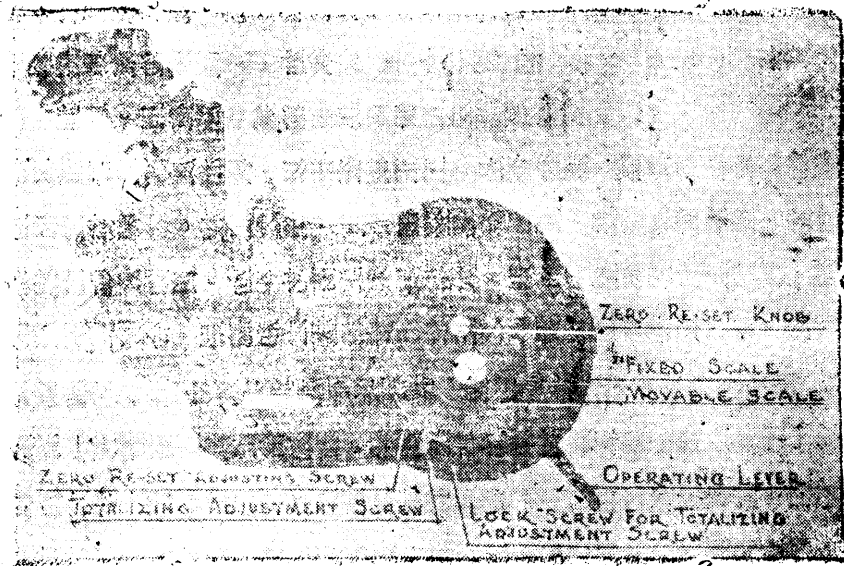 ZERO RE-SET KNOB
FIXED SCALE
MOVABLE SCALE
OPERATING LEVER
ZERO RE-SET ADJUSTING SCREW
TOTALIZING ADJUSTMENT SCREW
LOCK SCREW FOR TOTALIZING
ADJUSTMENT SCREW